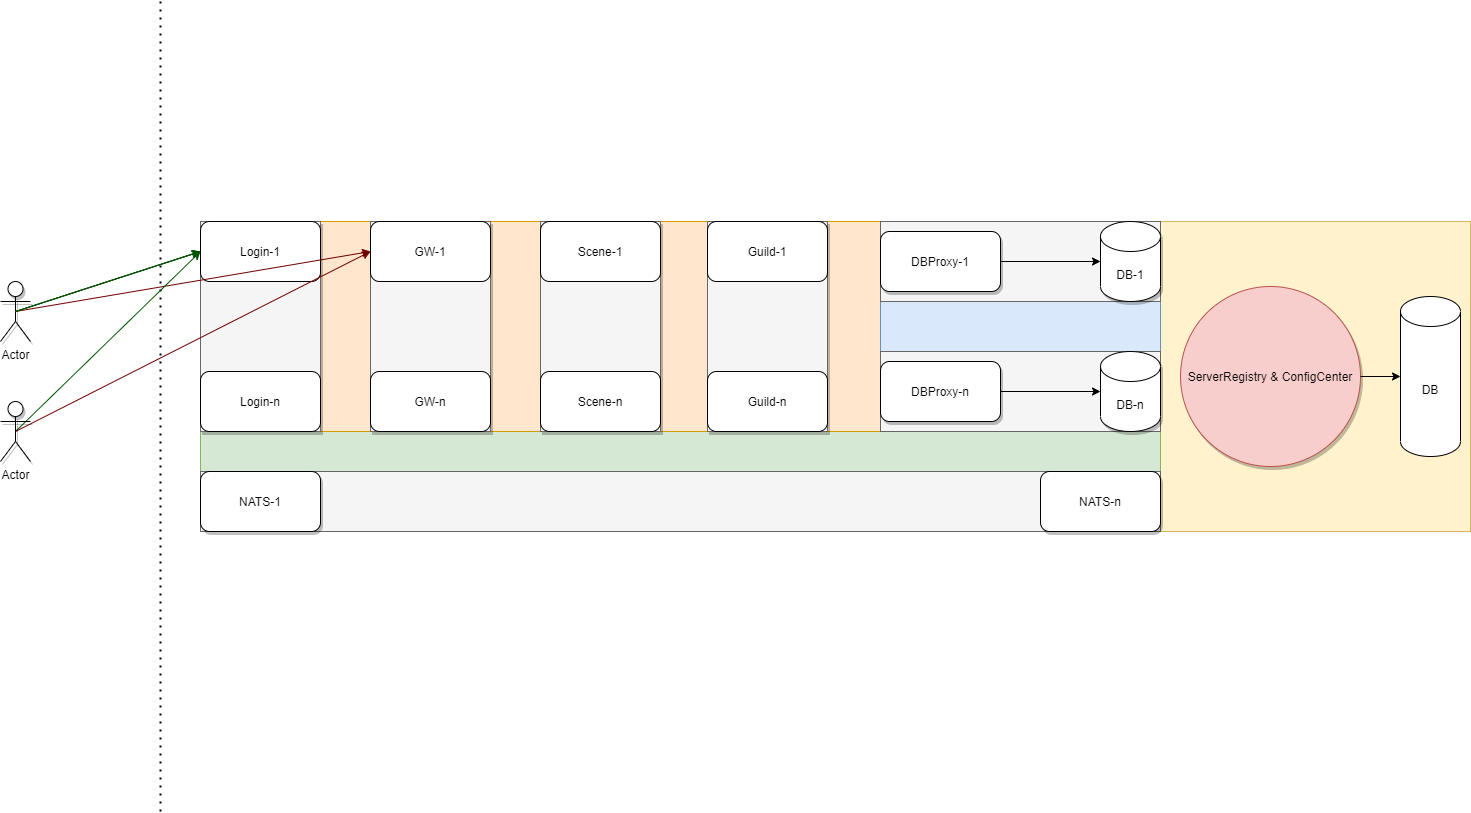 Login-1
GW-1
Scene-1
Guild-1
DBProxy-1
DB-1
Actor
ServerRegistry & ConfigCenter
DB
Login-n
GW-n
Scene-n
Guild-n
DBProxy-n
DB-n
Actor
NATS-1
NATS-n